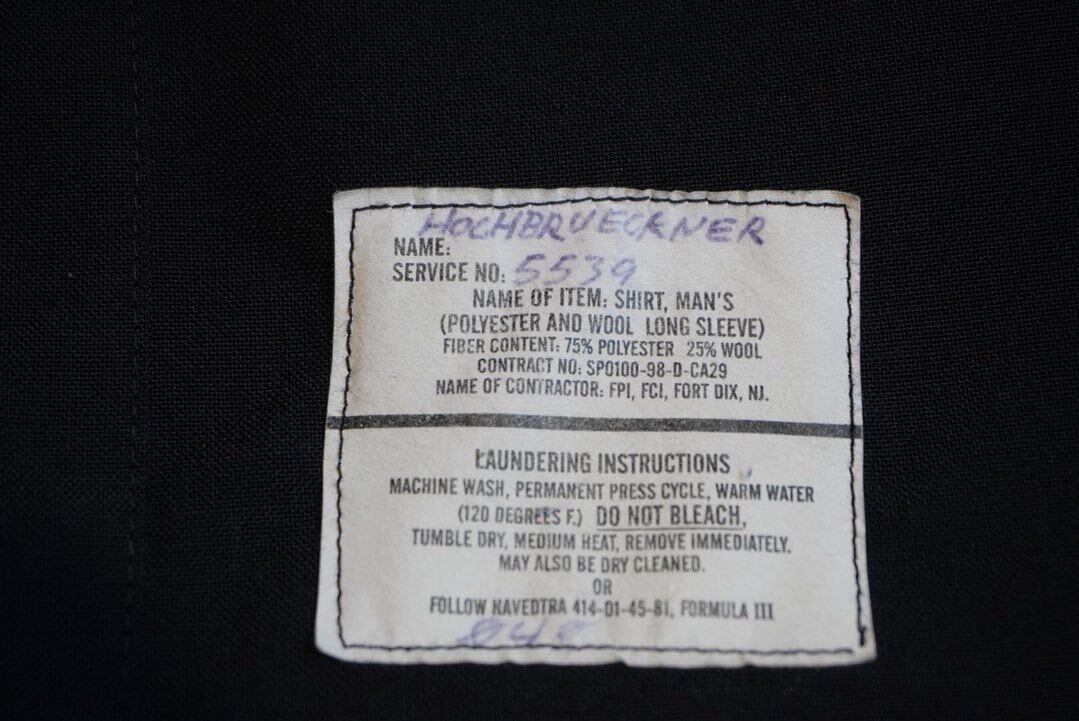 HOCHBRUECKNER
NAME:
SERVICE NO: 5539
NAME OF ITEM: SHIRT, MAN'S
(POLYESTER AND WOOL LONG SLEEVE)
FIBER CONTENT: 75% POLYESTER 25% WOOL
CONTRACT NO: SP0100-98-D-CA29
NAME OF CONTRACTOR: FPI, FCI, FORT DIX, NJ.
LAUNDERING INSTRUCTIONS
MACHINE WASH, PERMANENT PRESS CYCLE, WARM WATER
(120 DEGREES F.) DO NOT BLEACH,
TUMBLE DRY, MEDIUM HEAT, REMOVE IMMEDIATELY.
MAY ALSO BE DRY CLEANED.
OR
FOLLOW NAVEDTRA 414-01-45-81, FORMULA III